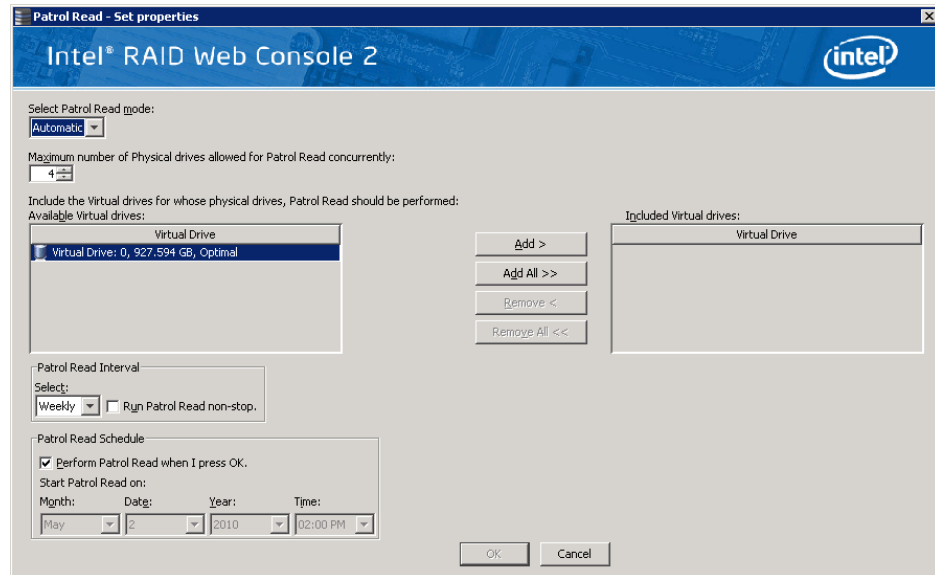 Patrol Read - Set properties
Intel® RAID Web Console 2
intel
Select Patrol Read mode:
Automatic
Maximum number of Physical drives allowed for Patrol Read concurrently:
4
Include the Virtual drives for whose physical drives, Patrol Read should be performed:
Available Virtual drives:
Included Virtual drives:
Virtual Drive
Virtual Drive
Virtual Drive: 0, 927.594 GB, Optimal
Add >
Add All >>
Remove <
Remove All <<
Patrol Read Interval
Select:
Weekly
Run Patrol Read non-stop.
Patrol Read Schedule
Perform Patrol Read when I press OK.
Start Patrol Read on:
Month: Date: Year: Time:
May 2 2010 02:00 PM
OK Cancel